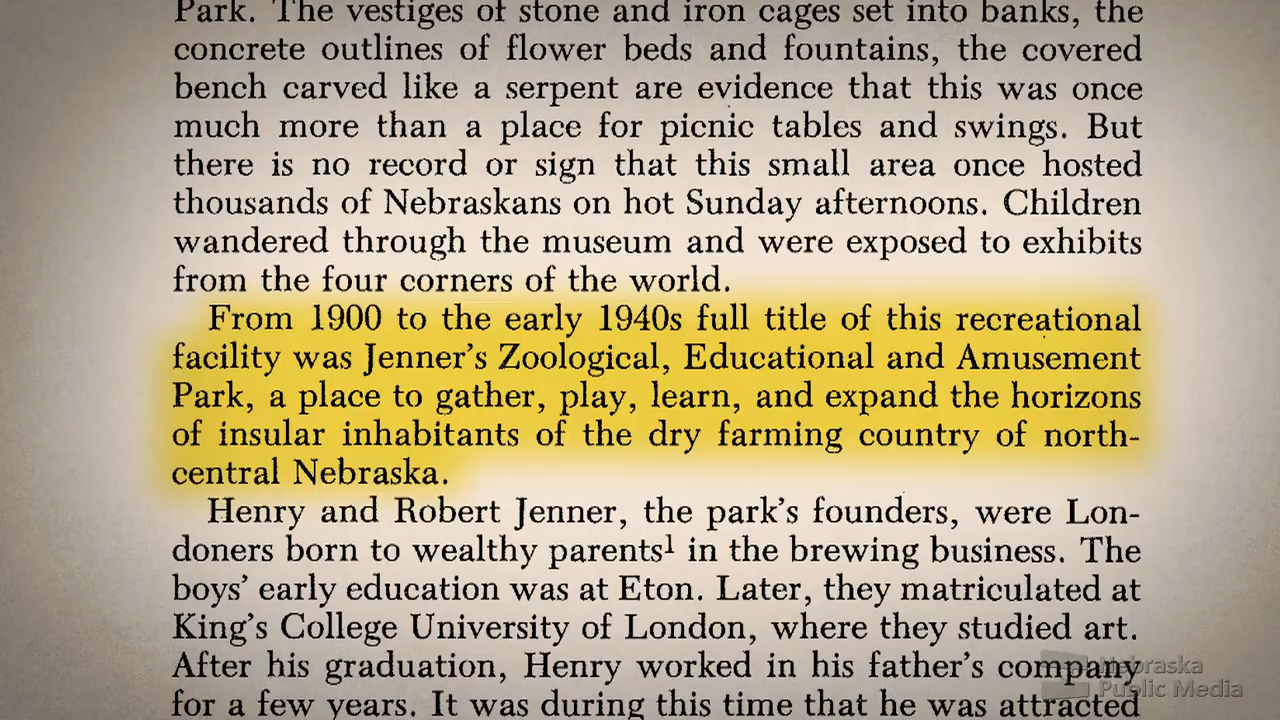 Park. The vestiges of stone and iron cages set into banks, the
concrete outlines of flower beds and fountains, the covered
bench carved like a serpent are evidence that this was once
much more than a place for picnic tables and swings. But
there is no record or sign that this small area once hosted
thousands of Nebraskans on hot Sunday afternoons. Children
wandered through the museum and were exposed to exhibits
from the four corners of the world.
From 1900 to the early 1940s full title of this recreational
facility was Jenner's Zoological, Educational and Amusement
Park, a place to gather, play, learn, and expand the horizons
of insular inhabitants of the dry farming country of north-
central Nebraska.
Henry and Robert Jenner, the park's founders, were Lon-
doners born to wealthy parents¹ in the brewing business. The
boys' early education was at Eton. Later, they matriculated at
King's College University of London, where they studied art.
After his graduation, Henry worked in his father's company
for a few years. It was during this time that he was attracted
Nebraska
Public Media